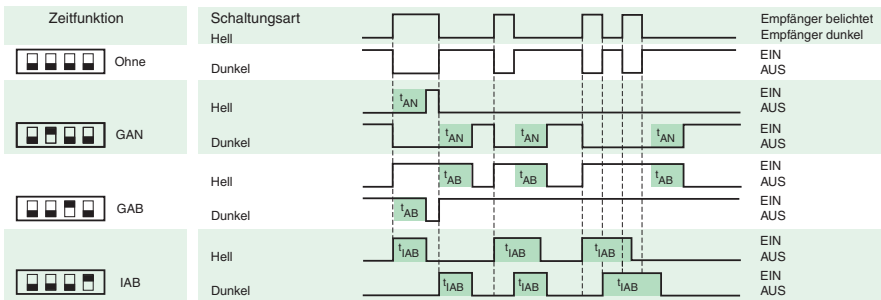 Zeitfunktion Schaltungsart Empfänger belichtet
Hell Empfänger dunkel
Ohne Dunkel EIN
AUS
Hell tAN EIN
AUS
GAN Dunkel tAN tAN tAN EIN
AUS
Hell tAB tAB tAB EIN
AUS
GAB Dunkel tAB EIN
AUS
Hell tIAB tIAB tIAB EIN
AUS
IAB Dunkel tIAB tIAB tIAB EIN
AUS